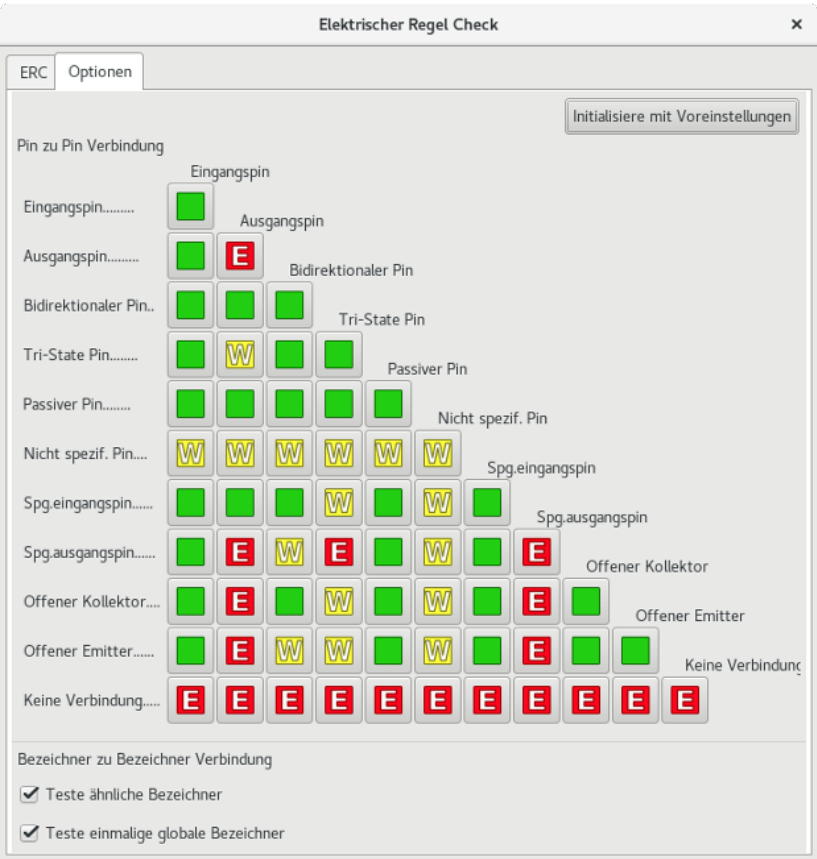 Elektrischer Regel Check ×
ERC Optionen
Initialisiere mit Voreinstellungen
Pin zu Pin Verbindung
Eingangspin
Eingangspin.........
Ausgangspin
Ausgangspin......... E
Bidirektionaler Pin
Bidirektionaler Pin..
Tri-State Pin
Tri-State Pin........ W
Passiver Pin
Passiver Pin........
Nicht spezif. Pin
Nicht spezif. Pin.... W W W W W W
Spg.eingangspin
Spg.eingangspin...... W W
Spg.ausgangspin
Spg.ausgangspin...... E W E W E
Offener Kollektor
Offener Kollektor.... E W W E
Offener Emitter
Offener Emitter...... E W W W E
Keine Verbindung
Keine Verbindung..... E E E E E E E E E E E
Bezeichner zu Bezeichner Verbindung
Teste ähnliche Bezeichner
Teste einmalige globale Bezeichner